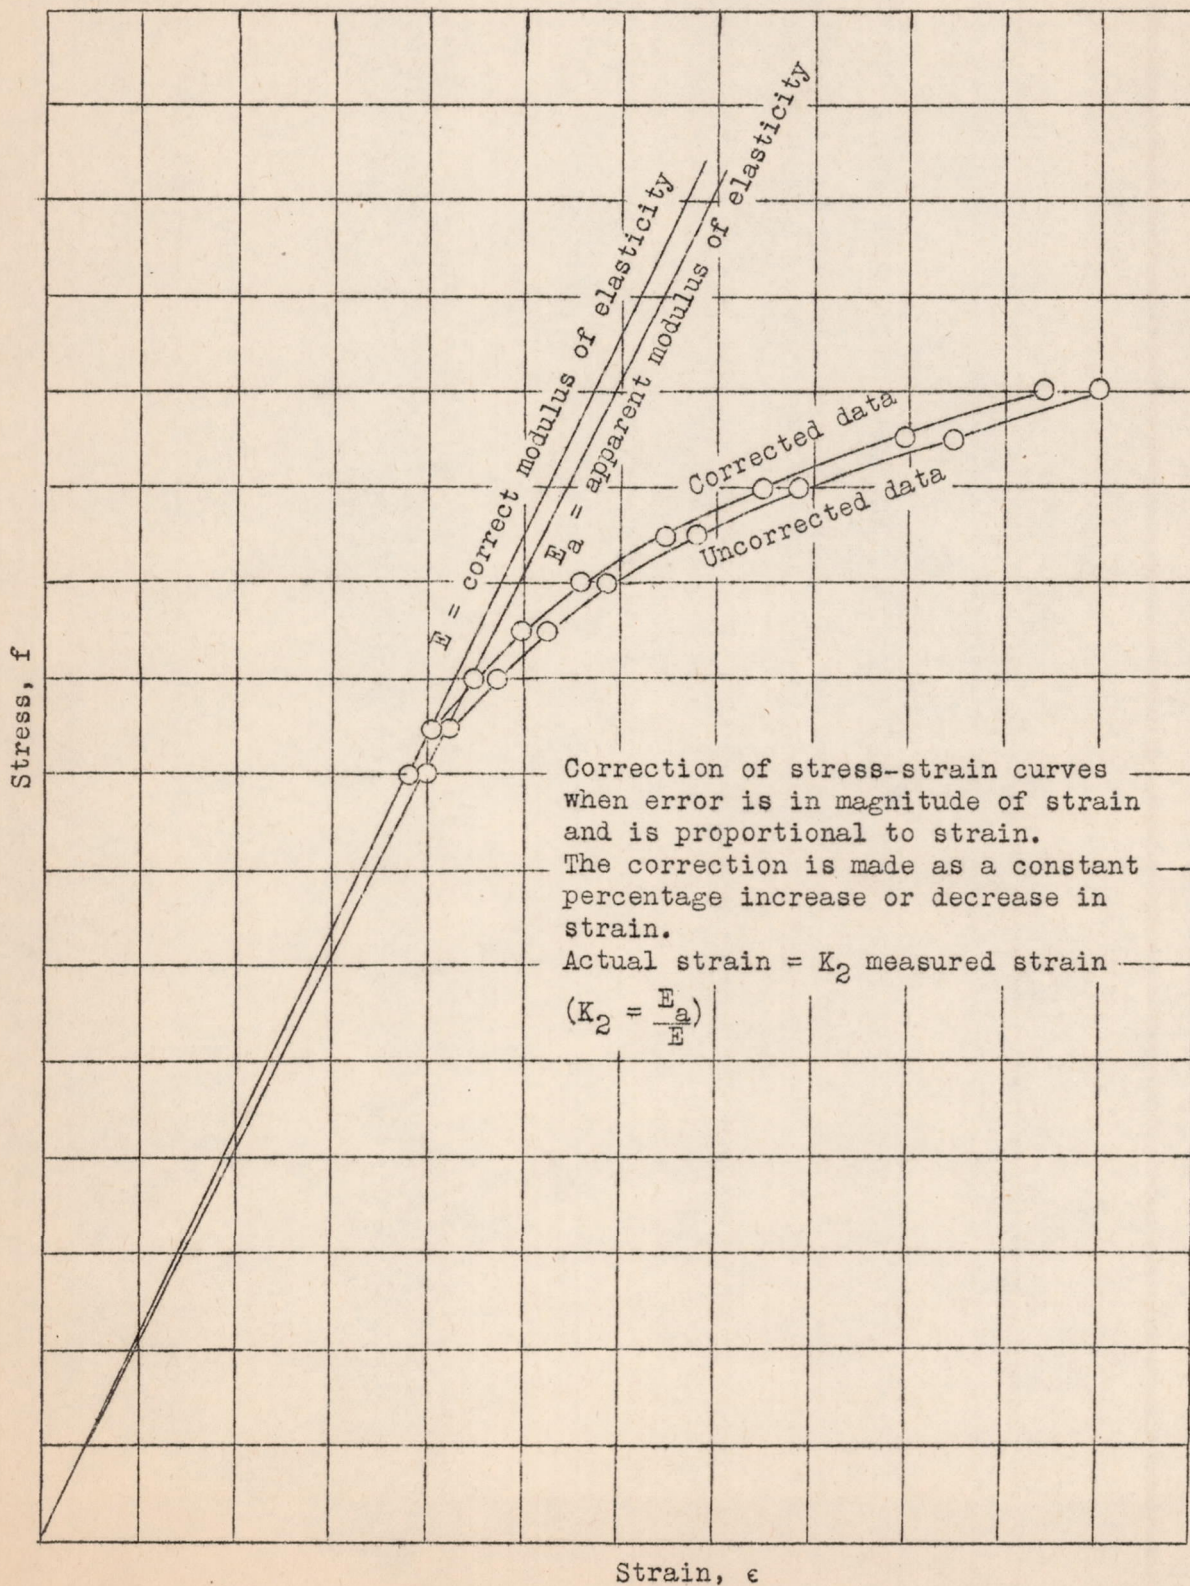 E = correct modulus of elasticity
E_a = apparent modulus of elasticity
Corrected data
Uncorrected data
Stress, f
Correction of stress-strain curves
when error is in magnitude of strain
and is proportional to strain.
The correction is made as a constant
percentage increase or decrease in
strain.
Actual strain = K₂ measured strain
(K₂ = E_a/E)
Strain, ϵ